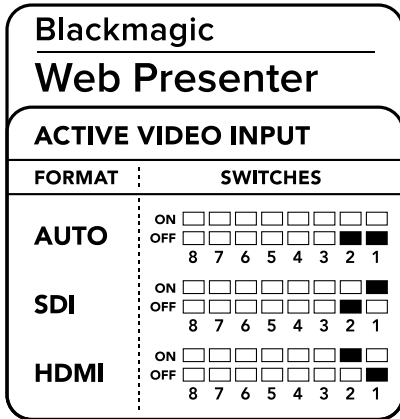 Blackmagic
Web Presenter
ACTIVE VIDEO INPUT
FORMAT SWITCHES
AUTO
ON
OFF
8 7 6 5 4 3 2 1
SDI
ON
OFF
8 7 6 5 4 3 2 1
HDMI
ON
OFF
8 7 6 5 4 3 2 1